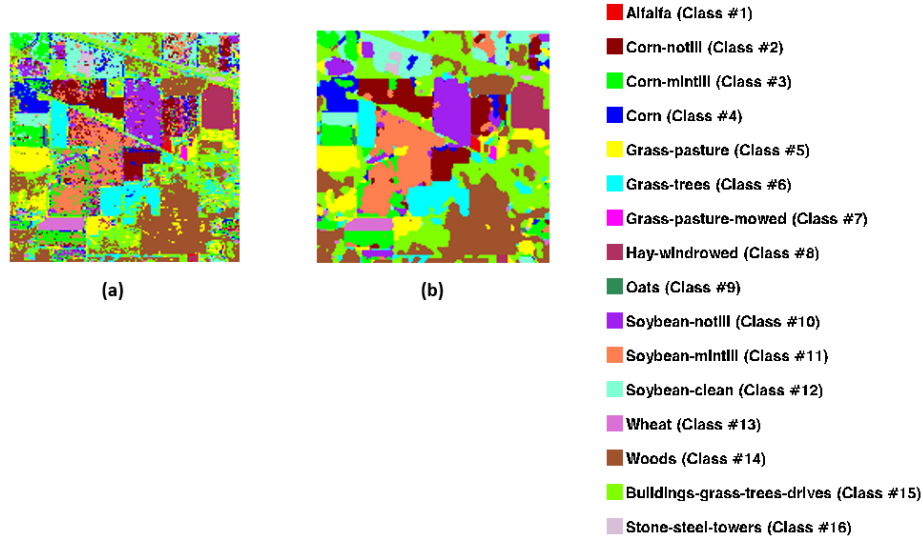 Alfalfa (Class #1)
Corn-notill (Class #2)
Corn-mintill (Class #3)
Corn (Class #4)
Grass-pasture (Class #5)
Grass-trees (Class #6)
Grass-pasture-mowed (Class #7)
Hay-windrowed (Class #8)
Oats (Class #9)
Soybean-notill (Class #10)
Soybean-mintill (Class #11)
Soybean-clean (Class #12)
Wheat (Class #13)
Woods (Class #14)
Buildings-grass-trees-drives (Class #15)
Stone-steel-towers (Class #16)
(a)
(b)